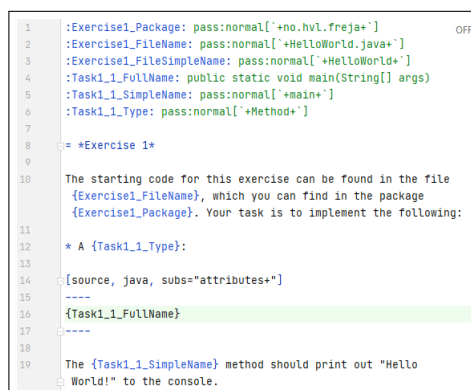 1 :Exercise1_Package: pass:normal[`+no.hvl.freja+`]
OFF
2 :Exercise1_FileName: pass:normal[`+HelloWorld.java+`]
3 :Exercise1_FileSimpleName: pass:normal[`+HelloWorld+`]
4 :Task1_1_FullName: public static void main(String[] args)
5 :Task1_1_SimpleName: pass:normal[`+main+`]
6 :Task1_1_Type: pass:normal[`+Method+`]
7
8 = *Exercise 1*
9
10 The starting code for this exercise can be found in the file
{Exercise1_FileName}, which you can find in the package
{Exercise1_Package}. Your task is to implement the following:
11
12 * A {Task1_1_Type}:
13
14 [source, java, subs="attributes+"]
15 ----
16 {Task1_1_FullName}
17 ----
18
19 The {Task1_1_SimpleName} method should print out "Hello
World!" to the console.